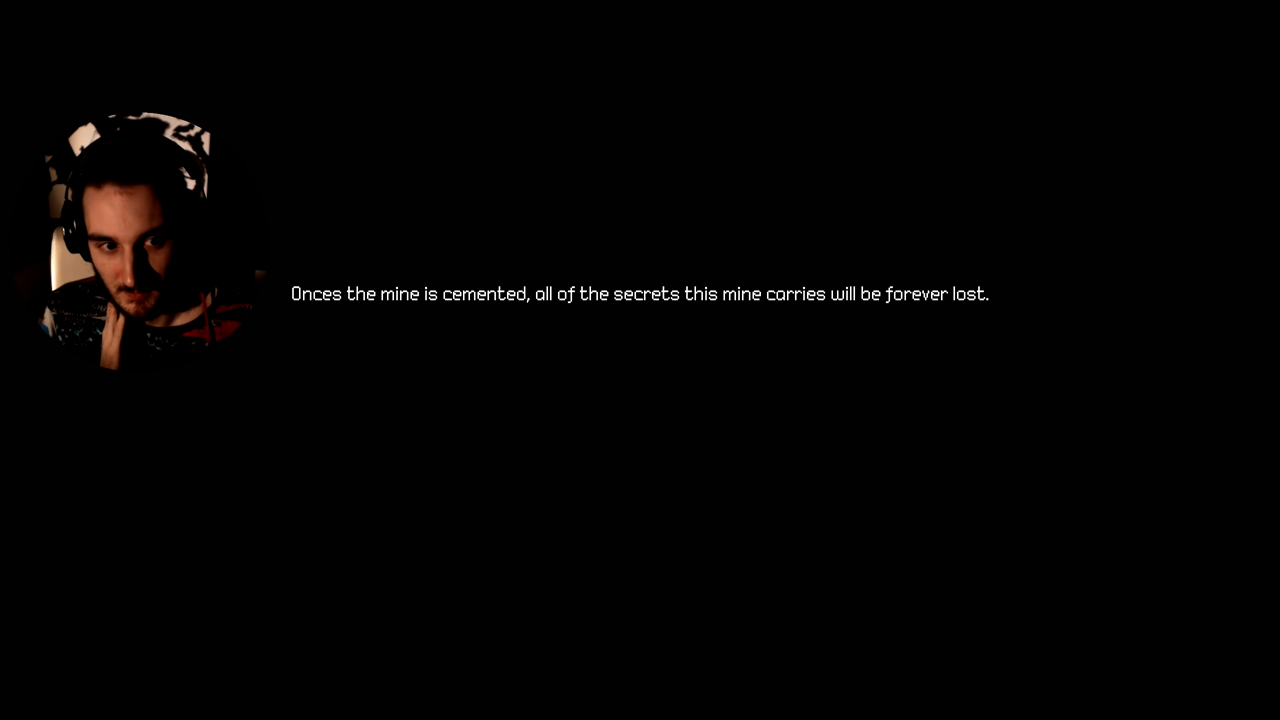 Onces the mine is cemented, all of the secrets this mine carries will be forever lost.